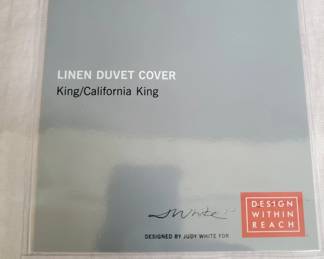 LINEN DUVET COVER
King/California King
JWhite
DESIGNED BY JUDY WHITE FOR
DESIGN
WITHIN
REACH